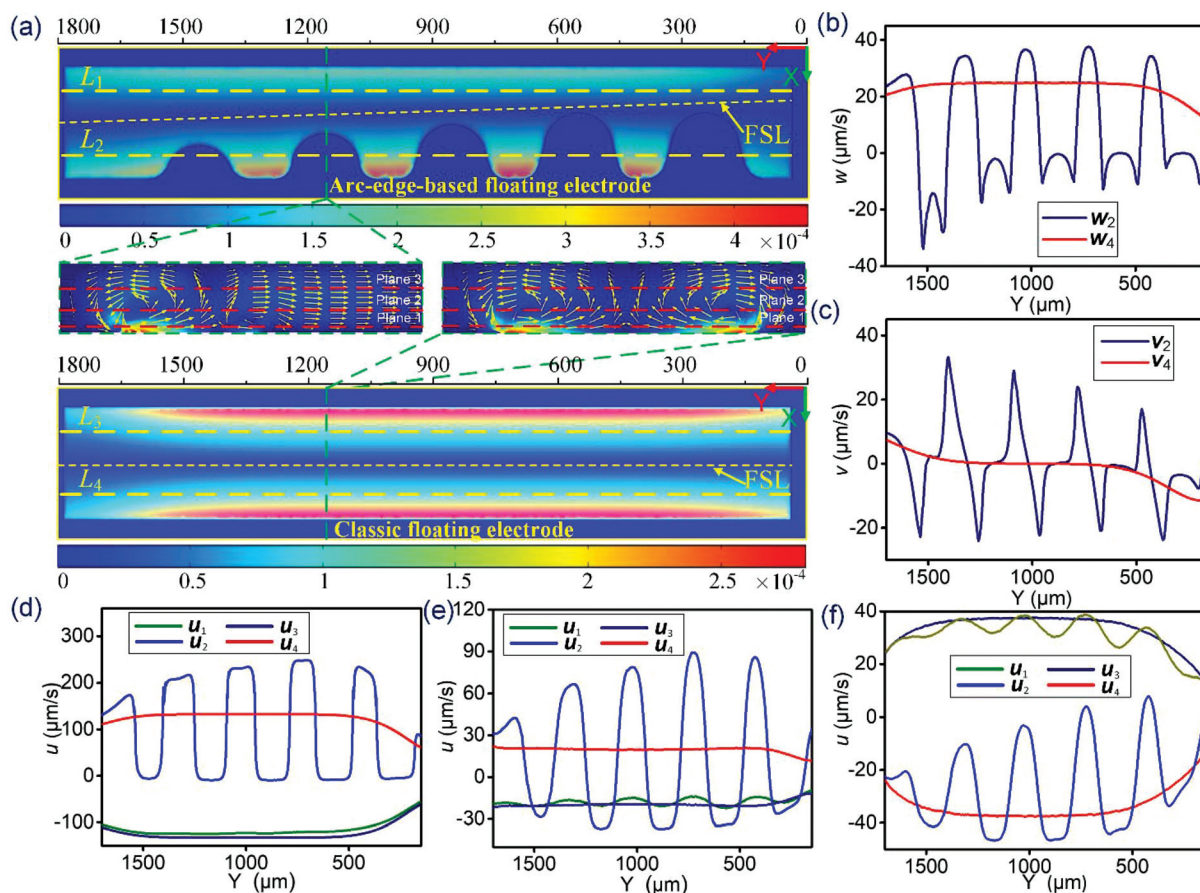 (a)
1800 1500 1200 900 600 300 0
Y
X
L1
FSL
L2
Arc-edge-based floating electrode
0 0.5 1 1.5 2 2.5 3 3.5 4 ×10-4
Plane 3
Plane 2
Plane 1
Plane 3
Plane 2
Plane 1
1800 1500 1200 900 600 300 0
Y
X
L3
L4
FSL
Classic floating electrode
0 0.5 1 1.5 2 2.5 ×10-4
(b)
40
20
0
-20
-40
w (μm/s)
w2
w4
1500 1000 500
Y (μm)
(c)
40
20
0
-20
v (μm/s)
v2
v4
1500 1000 500
Y (μm)
(d)
300
200
100
0
-100
u (μm/s)
u1 u3
u2 u4
1500 1000 500
Y (μm)
(e)
120
90
60
30
0
-30
u (μm/s)
u1 u3
u2 u4
1500 1000 500
Y (μm)
(f)
40
20
0
-20
-40
u (μm/s)
u1 u3
u2 u4
1500 1000 500
Y (μm)